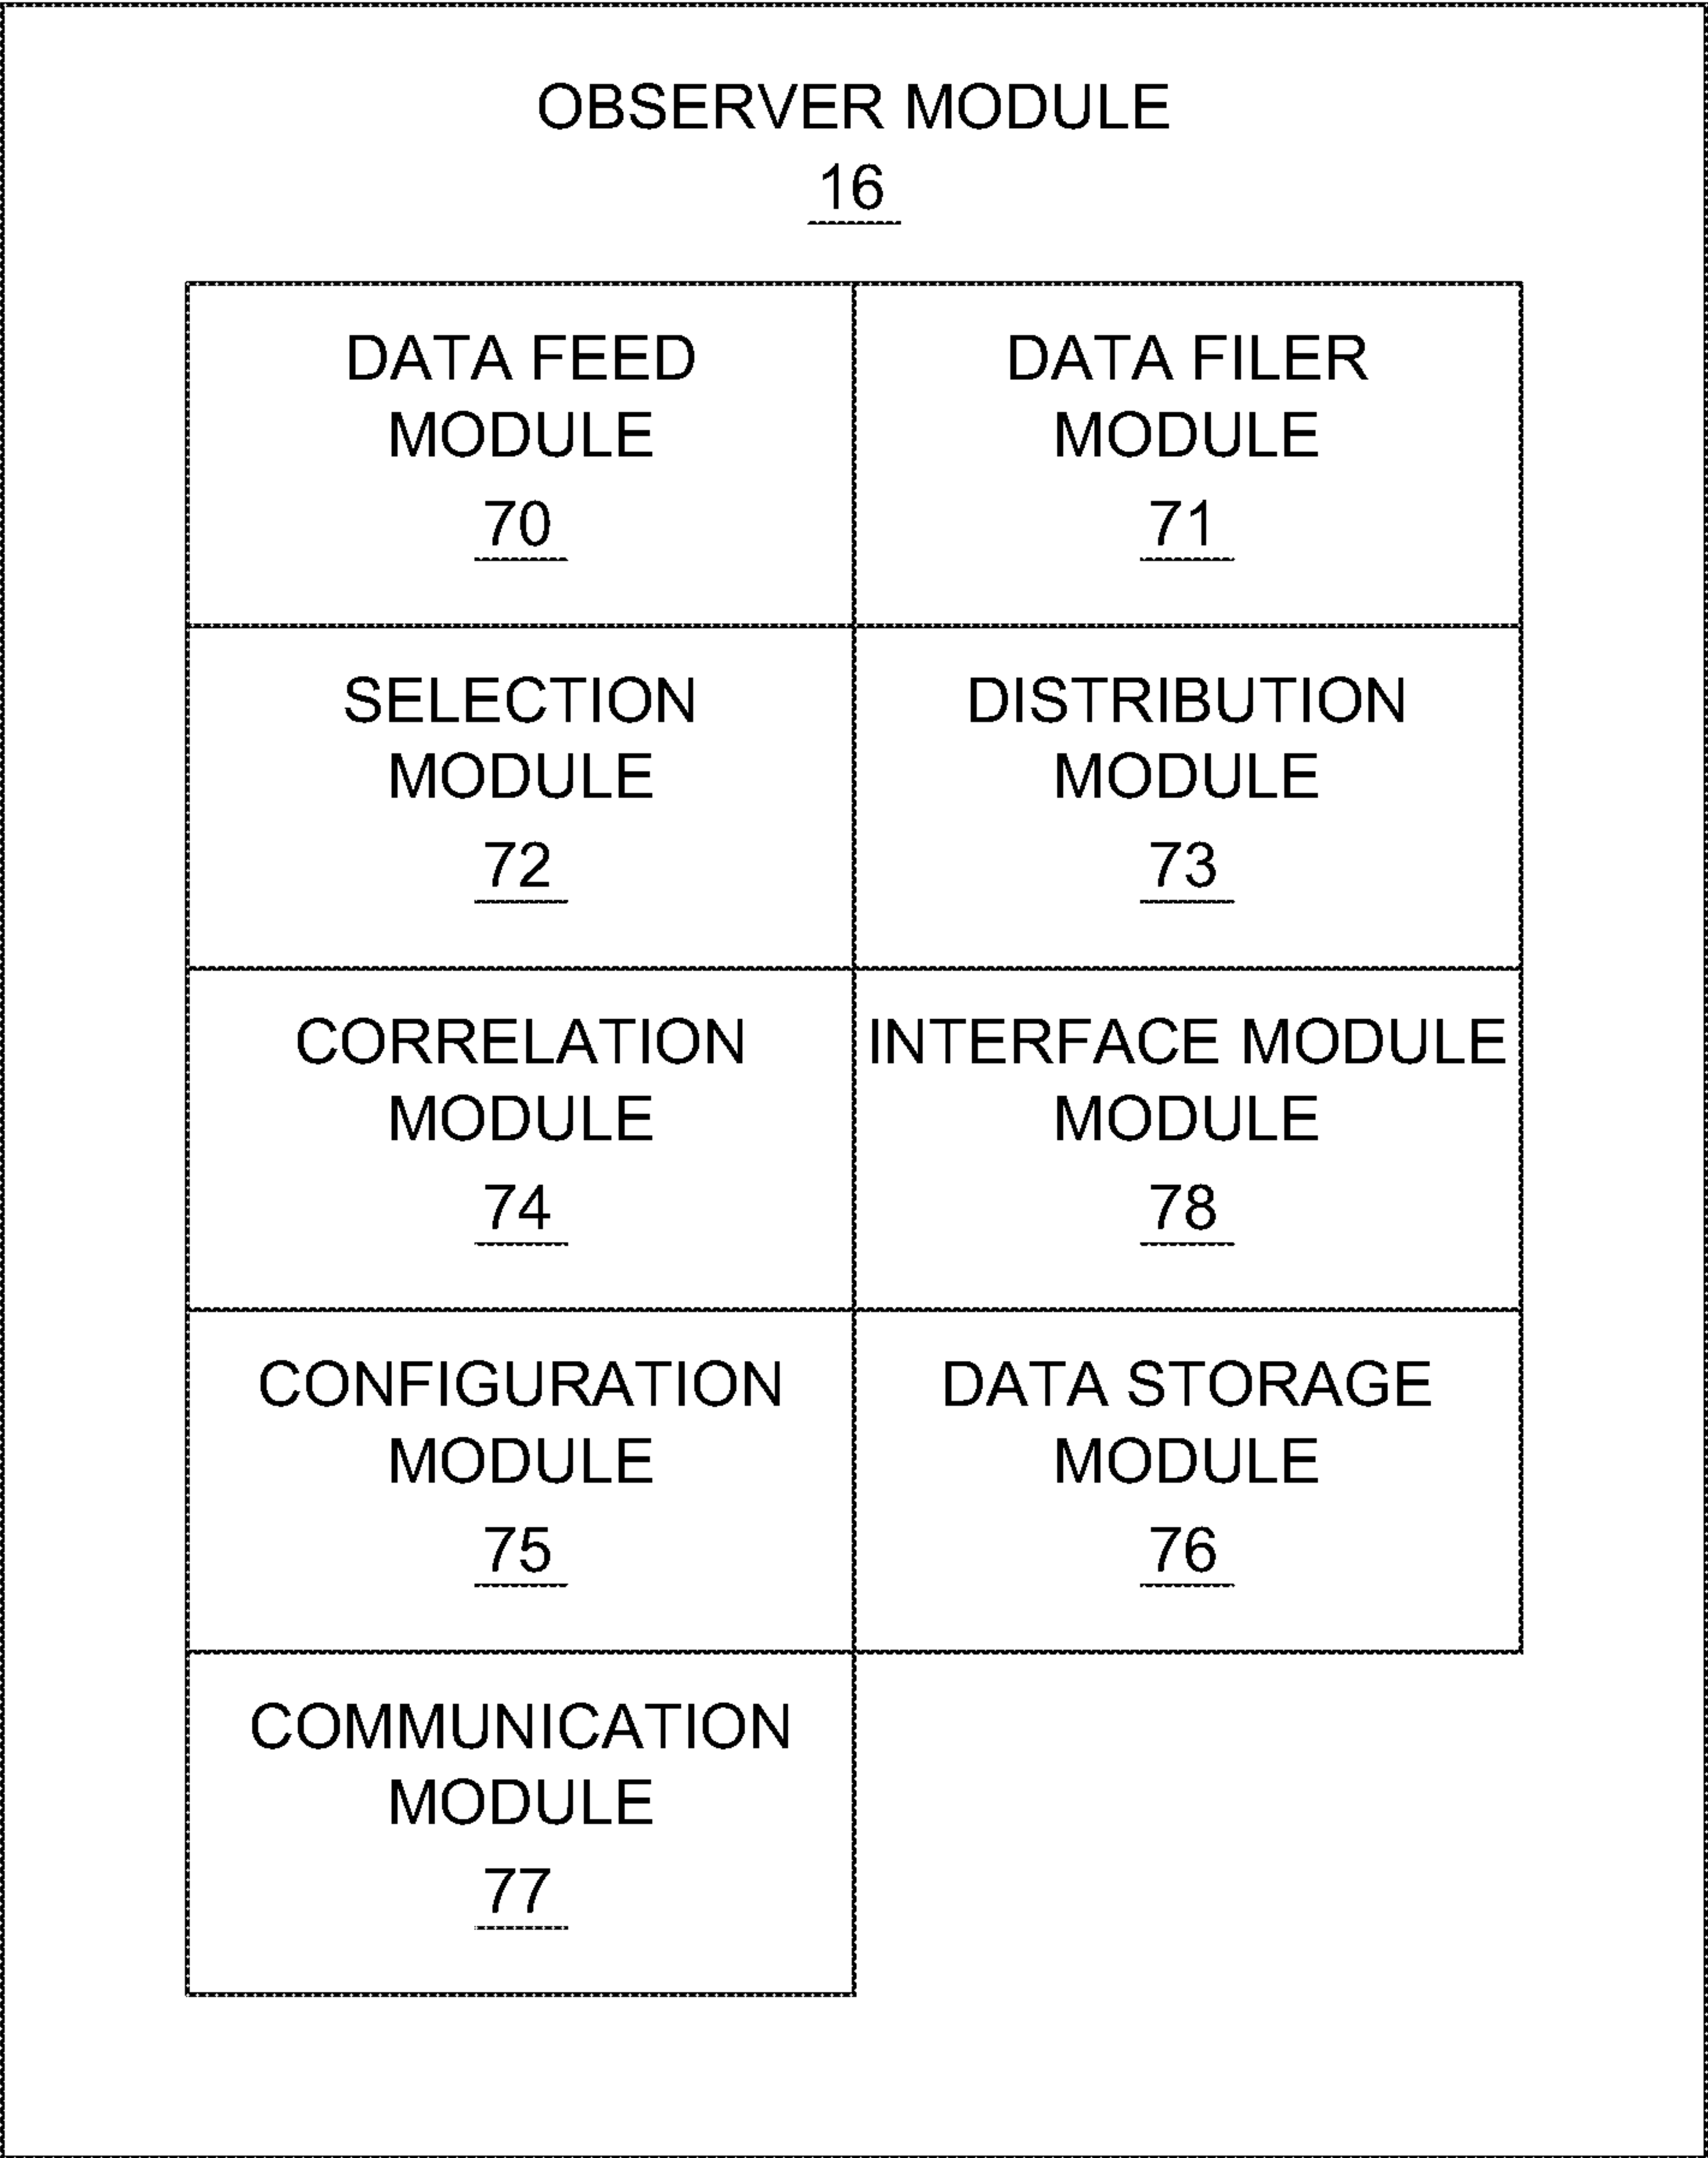 OBSERVER MODULE
16
DATA FEED
MODULE
70
DATA FILER
MODULE
71
SELECTION
MODULE
72
DISTRIBUTION
MODULE
73
CORRELATION
MODULE
74
INTERFACE MODULE
MODULE
78
CONFIGURATION
MODULE
75
DATA STORAGE
MODULE
76
COMMUNICATION
MODULE
77